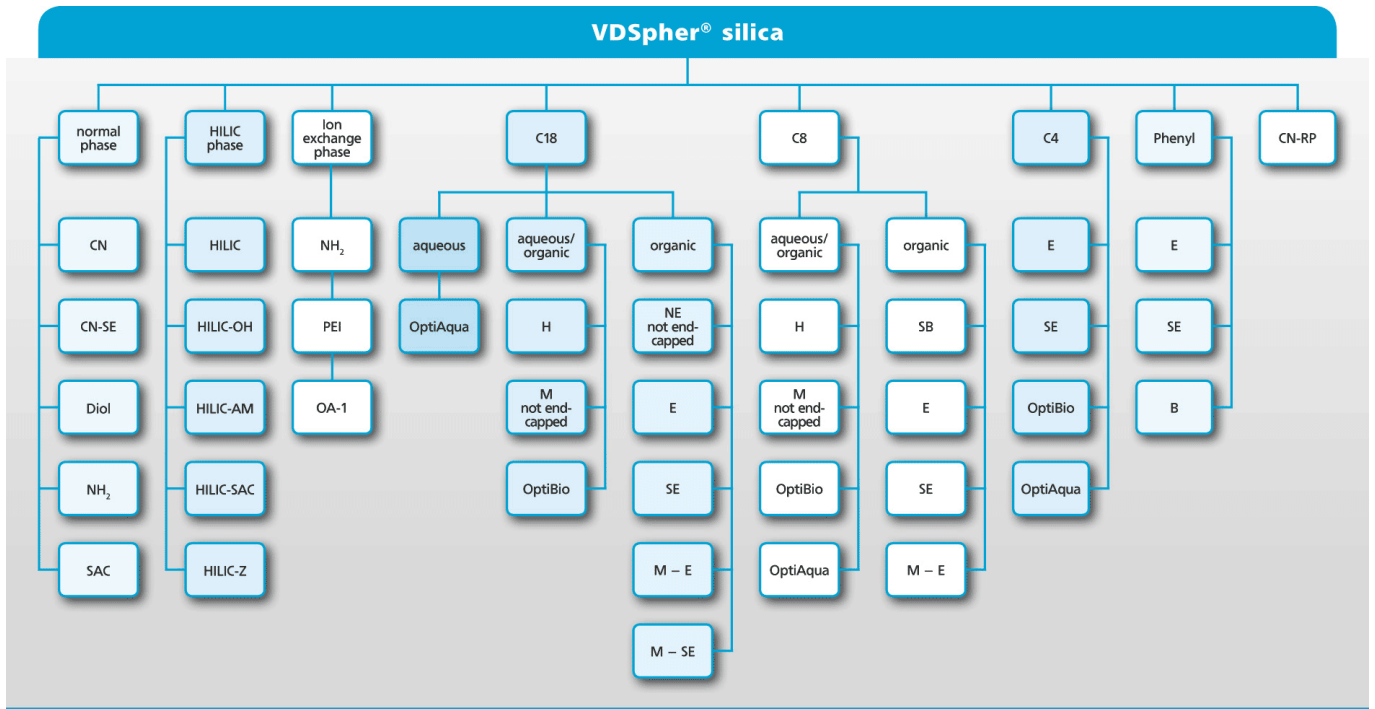 VDSpher® silica
normal
phase
HILIC
phase
Ion
exchange
phase
C18
C8
C4
Phenyl
CN-RP
CN
HILIC
NH₂
aqueous
aqueous/
organic
organic
aqueous/
organic
organic
E
E
CN-SE
HILIC-OH
PEI
OptiAqua
H
NE
not end-
capped
H
SB
SE
SE
Diol
HILIC-AM
OA-1
M
not end-
capped
E
M
not end-
capped
E
OptiBio
B
NH₂
HILIC-SAC
OptiBio
SE
OptiBio
SE
OptiAqua
SAC
HILIC-Z
M – E
OptiAqua
M – E
M – SE